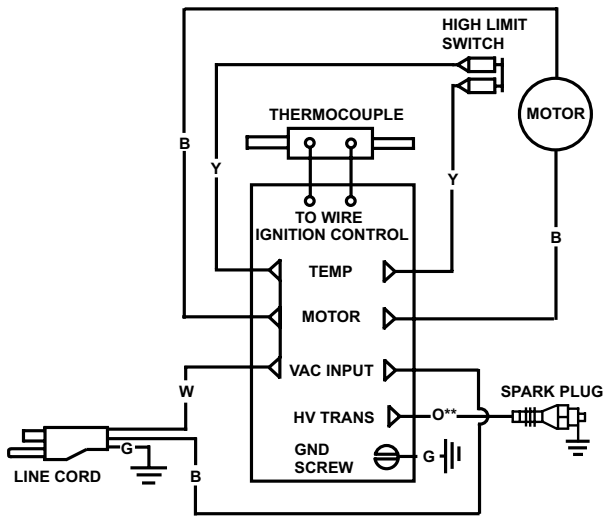 HIGH LIMIT
SWITCH
THERMOCOUPLE
MOTOR
B
Y
Y
B
TO WIRE
IGNITION CONTROL
TEMP
MOTOR
VAC INPUT
W
HV TRANS
O**
SPARK PLUG
GND
SCREW
G
G
LINE CORD
B